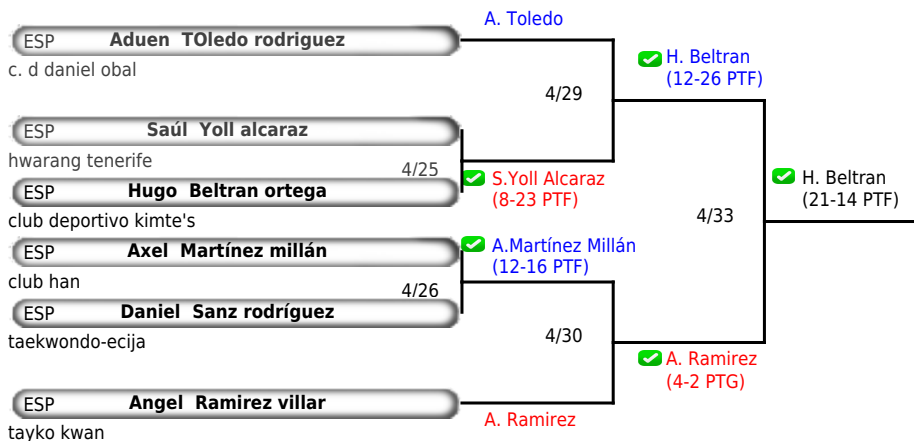 A. Toledo
ESP Aduen TOledo rodriguez
c. d daniel obal
H. Beltran
(12-26 PTF)
4/29
ESP Saúl Yoll alcaraz
hwarang tenerife
4/25
S.Yoll Alcaraz
(8-23 PTF)
ESP Hugo Beltran ortega
club deportivo kimte's
H. Beltran
(21-14 PTF)
4/33
ESP Axel Martínez millán
club han
A.Martínez Millán
(12-16 PTF)
4/26
ESP Daniel Sanz rodríguez
taekwondo-ecija
4/30
A. Ramirez
(4-2 PTG)
ESP Angel Ramirez villar
tayko kwan
A. Ramirez